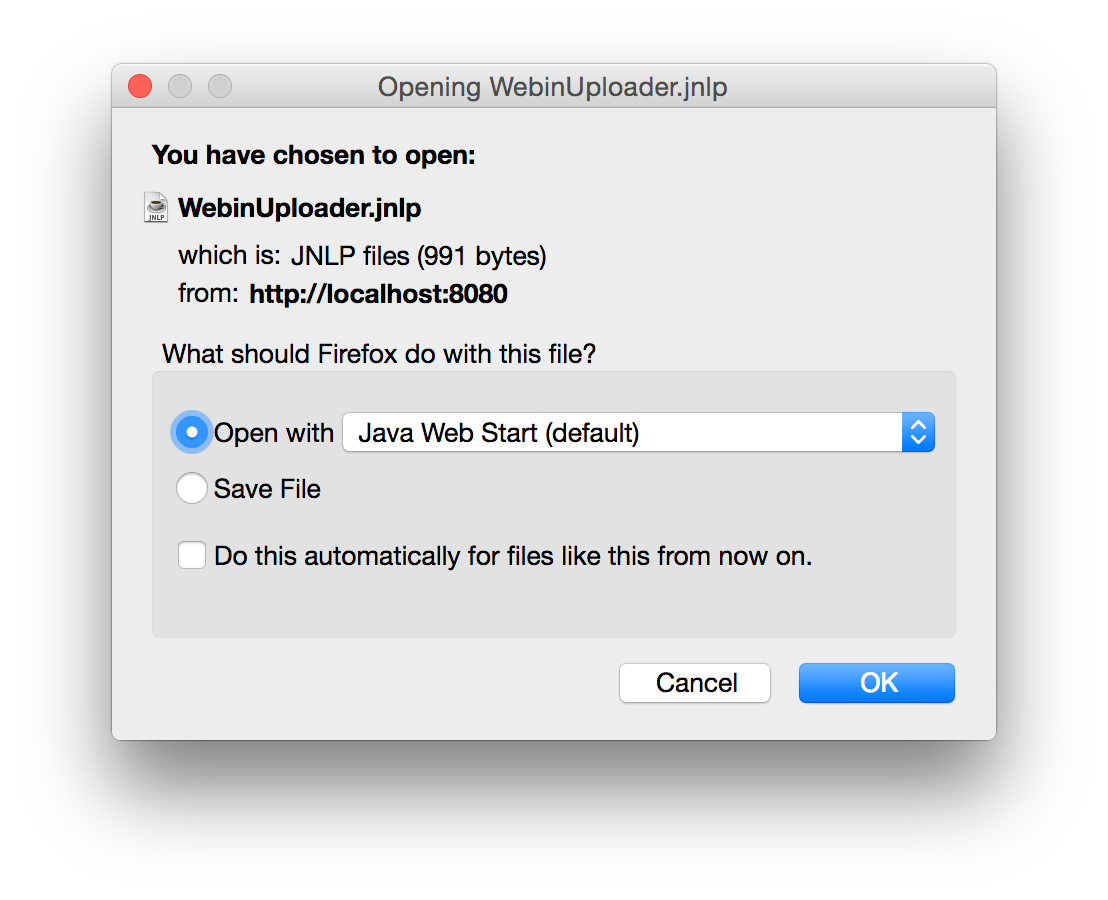 Opening WebinUploader.jnlp
You have chosen to open:
JNLP
WebinUploader.jnlp
which is: JNLP files (991 bytes)
from: http://localhost:8080
What should Firefox do with this file?
Open with Java Web Start (default)
Save File
Do this automatically for files like this from now on.
Cancel OK